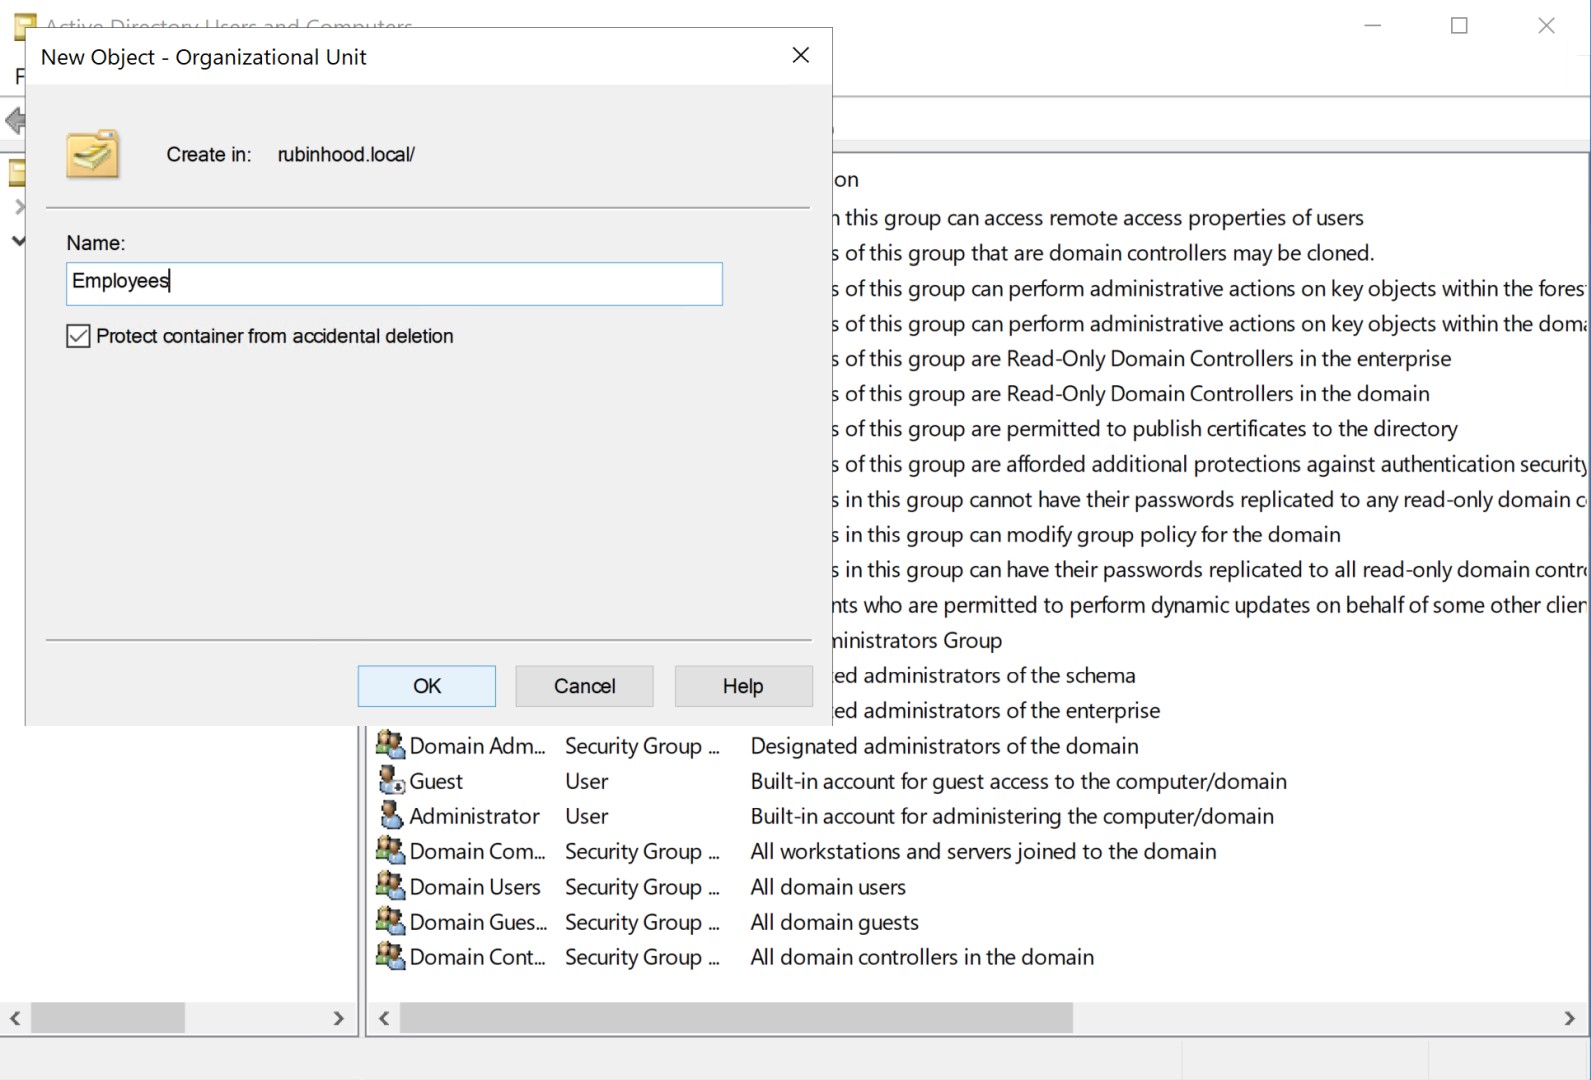 Active Directory Users and Computers
New Object - Organizational Unit
F
Create in: rubinhood.local/
Name:
Employees
Protect container from accidental deletion
OK Cancel Help
on
this group can access remote access properties of users
s of this group that are domain controllers may be cloned.
s of this group can perform administrative actions on key objects within the fores
s of this group can perform administrative actions on key objects within the doma
s of this group are Read-Only Domain Controllers in the enterprise
s of this group are Read-Only Domain Controllers in the domain
s of this group are permitted to publish certificates to the directory
s of this group are afforded additional protections against authentication security
s in this group cannot have their passwords replicated to any read-only domain c
s in this group can modify group policy for the domain
s in this group can have their passwords replicated to all read-only domain contr
nts who are permitted to perform dynamic updates on behalf of some other clien
ministrators Group
ed administrators of the schema
ed administrators of the enterprise
Domain Adm... Security Group ... Designated administrators of the domain
Guest User Built-in account for guest access to the computer/domain
Administrator User Built-in account for administering the computer/domain
Domain Com... Security Group ... All workstations and servers joined to the domain
Domain Users Security Group ... All domain users
Domain Gues... Security Group ... All domain guests
Domain Cont... Security Group ... All domain controllers in the domain